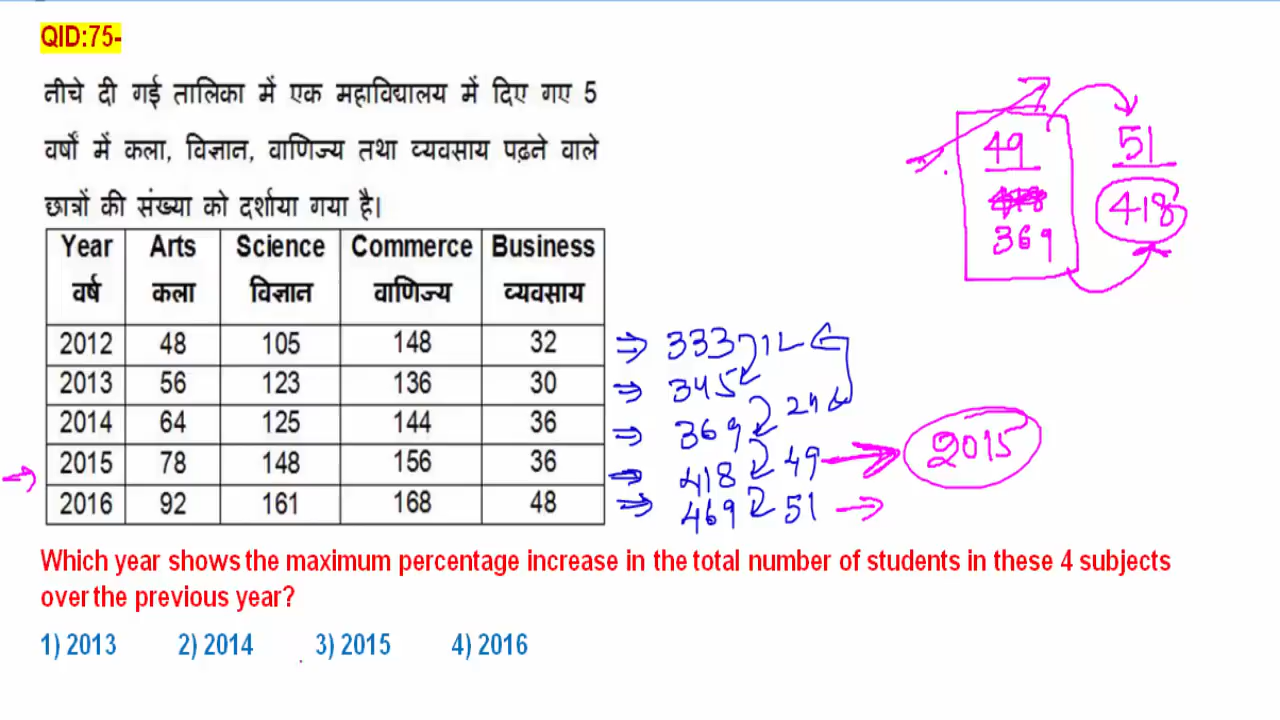 QID:75-
नीचे दी गई तालिका में एक महाविद्यालय में दिए गए 5
वर्षों में कला, विज्ञान, वाणिज्य तथा व्यवसाय पढ़ने वाले
छात्रों की संख्या को दर्शाया गया है।
49 51
418 418
369
Year Arts Science Commerce Business
वर्ष कला विज्ञान वाणिज्य व्यवसाय
2012 48 105 148 32 333 12
2013 56 123 136 30 345
2014 64 125 144 36 369 24
2015 78 148 156 36 418 49 2015
2016 92 161 168 48 469 51
Which year shows the maximum percentage increase in the total number of students in these 4 subjects
over the previous year?
1) 2013 2) 2014 3) 2015 4) 2016